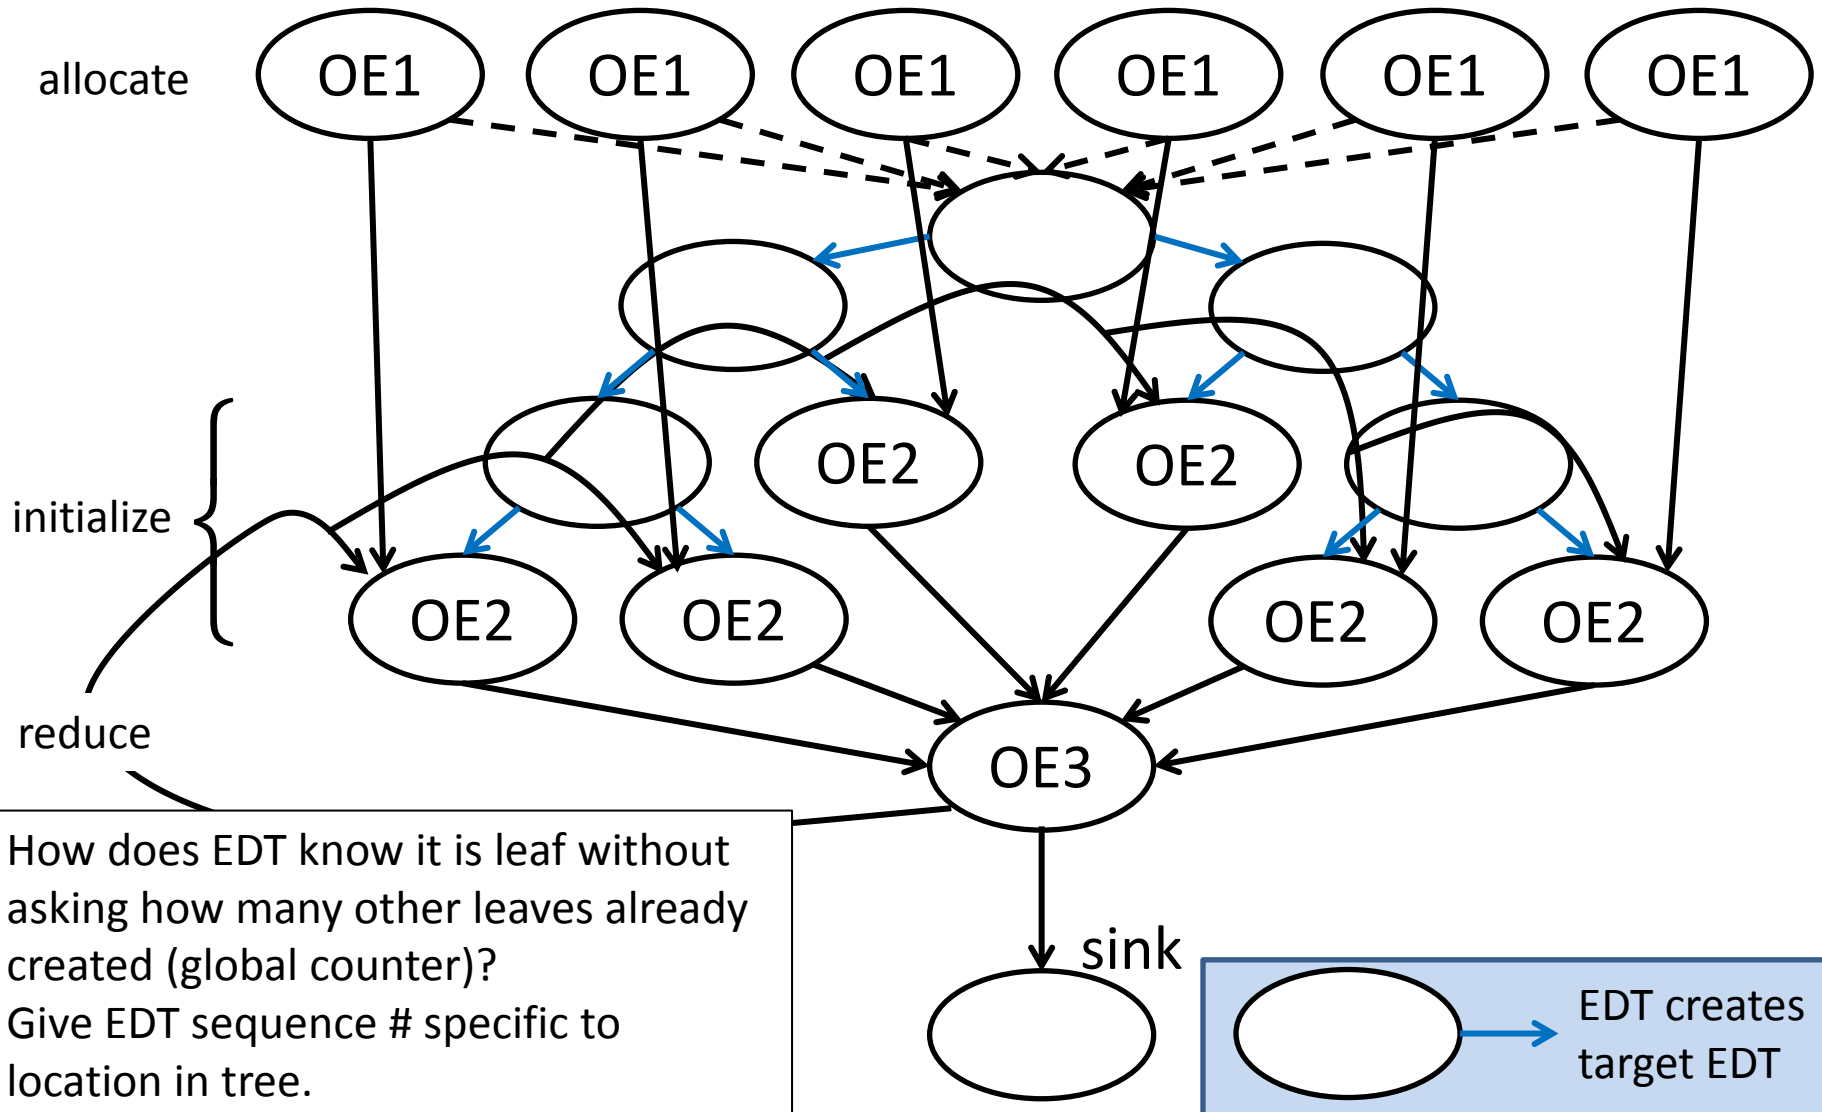 allocate
OE1 OE1 OE1 OE1 OE1 OE1
OE2 OE2
initialize
OE2 OE2 OE2 OE2
reduce
OE3
How does EDT know it is leaf without
asking how many other leaves already
created (global counter)?
Give EDT sequence # specific to
location in tree.
sink
EDT creates
target EDT